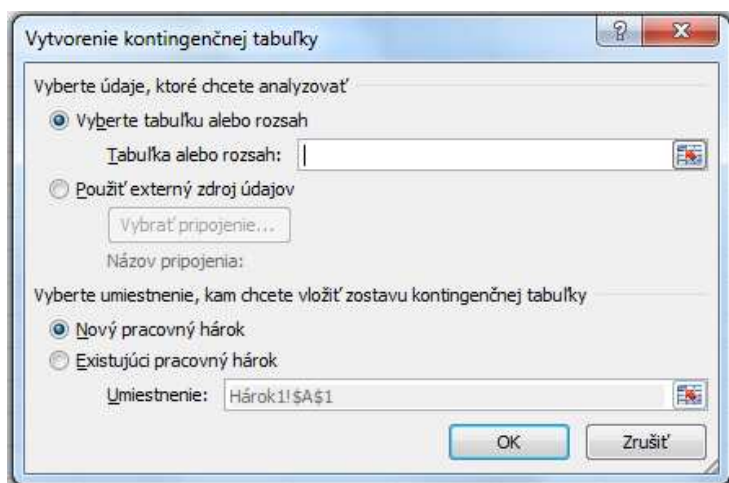 Vytvorenie kontingenčnej tabuľky
Vyberte údaje, ktoré chcete analyzovať
Vyberte tabuľku alebo rozsah
Tabuľka alebo rozsah:
Použiť externý zdroj údajov
Vybrať pripojenie...
Názov pripojenia:
Vyberte umiestnenie, kam chcete vložiť zostavu kontingenčnej tabuľky
Nový pracovný hárok
Existujúci pracovný hárok
Umiestnenie: Hárok1!$A$1
OK Zrušiť